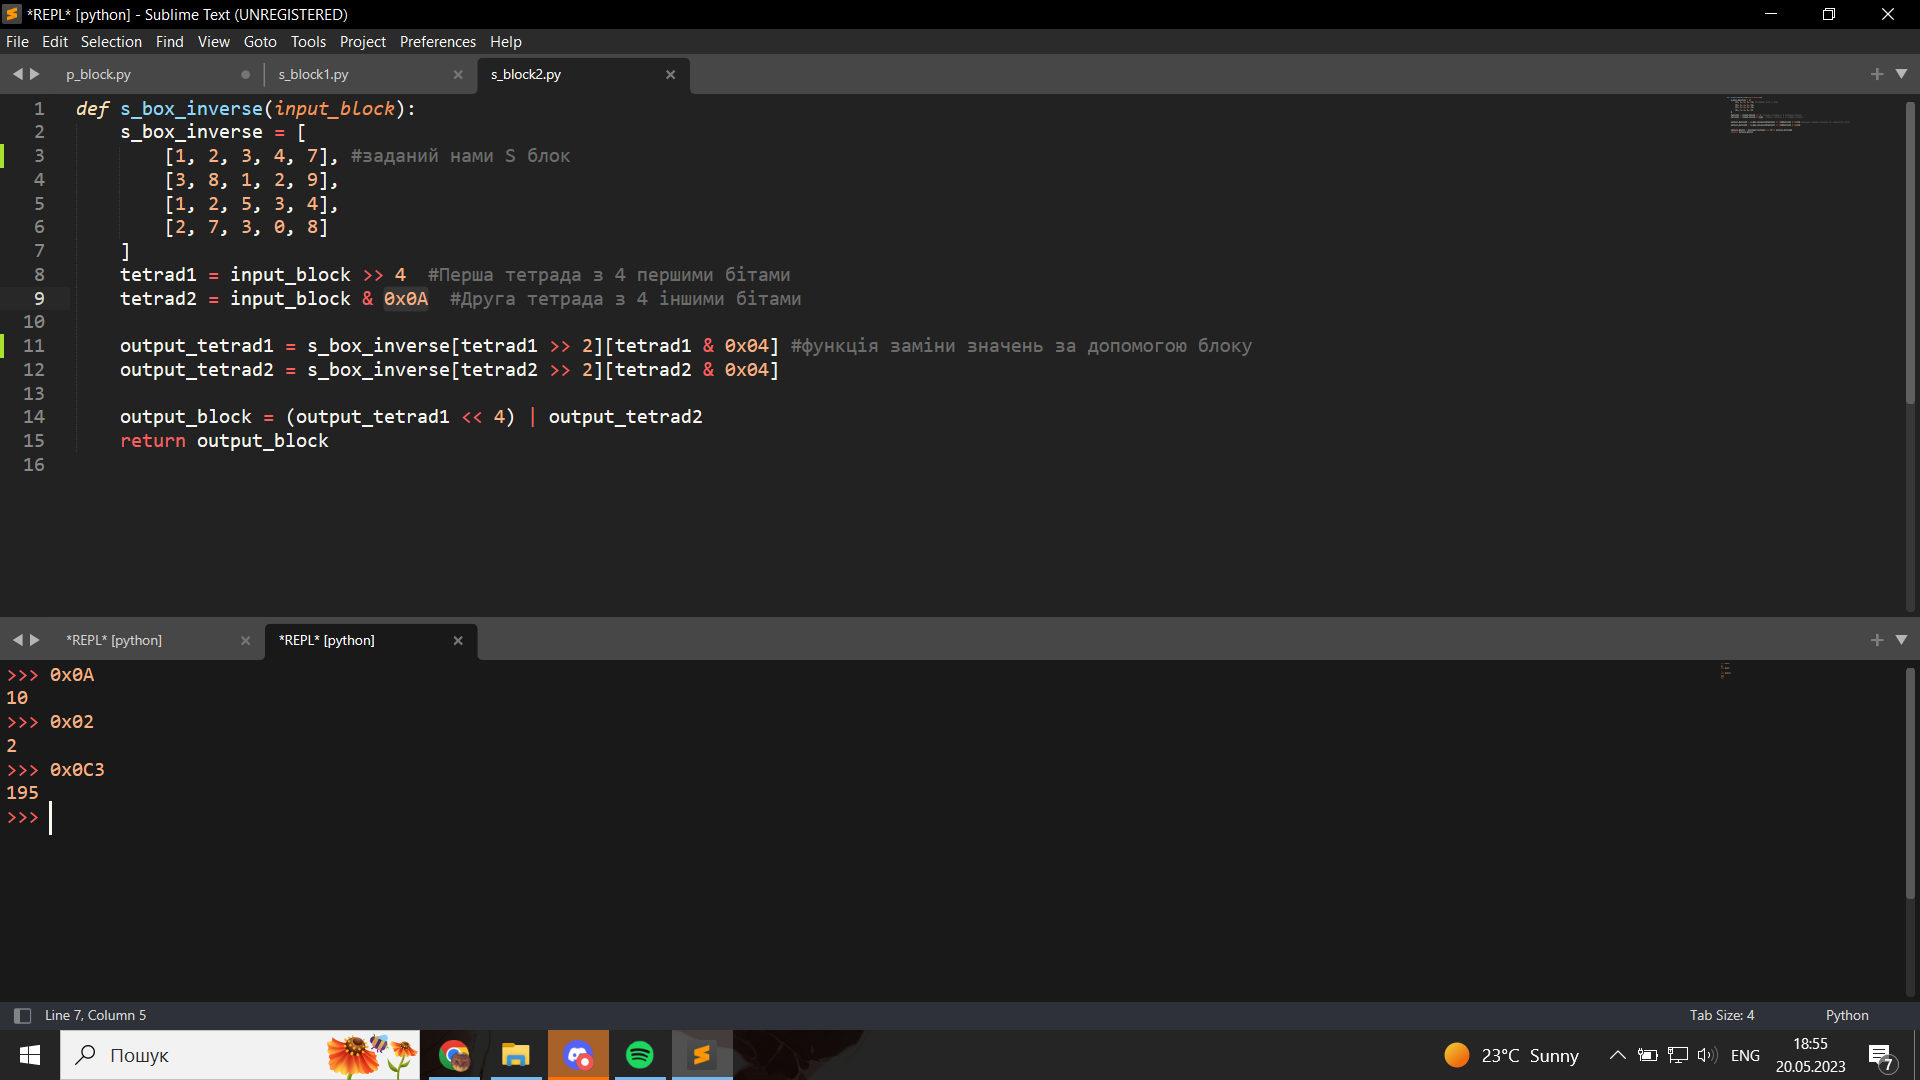 *REPL* [python] - Sublime Text (UNREGISTERED)
File Edit Selection Find View Goto Tools Project Preferences Help
p_block.py s_block1.py s_block2.py
1 def s_box_inverse(input_block):
2 s_box_inverse = [
3 [1, 2, 3, 4, 7], #заданий нами S блок
4 [3, 8, 1, 2, 9],
5 [1, 2, 5, 3, 4],
6 [2, 7, 3, 0, 8]
7 ]
8 tetrad1 = input_block >> 4 #Перша тетрада з 4 першими бітами
9 tetrad2 = input_block & 0x0A #Друга тетрада з 4 іншими бітами
10
11 output_tetrad1 = s_box_inverse[tetrad1 >> 2][tetrad1 & 0x04] #функція заміни значень за допомогою блоку
12 output_tetrad2 = s_box_inverse[tetrad2 >> 2][tetrad2 & 0x04]
13
14 output_block = (output_tetrad1 << 4) | output_tetrad2
15 return output_block
16
*REPL* [python] *REPL* [python]
>>> 0x0A
10
>>> 0x02
2
>>> 0x0C3
195
>>>
Line 7, Column 5 Tab Size: 4 Python
Пошук 23°C Sunny ENG 18:55
20.05.2023 7